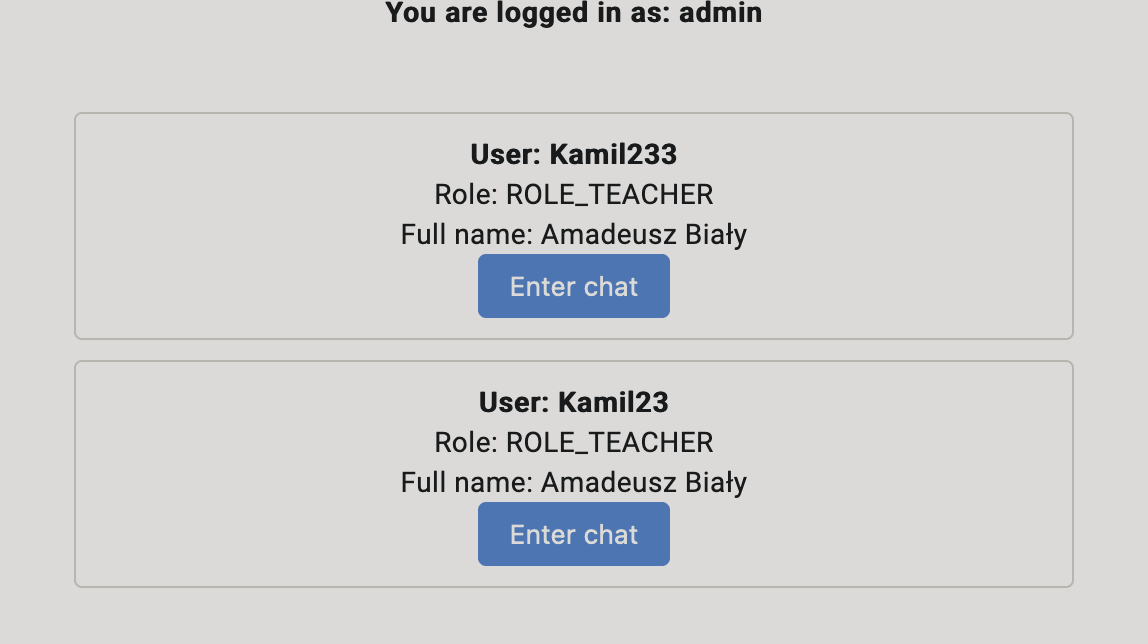 You are logged in as: admin
User: Kamil233
Role: ROLE_TEACHER
Full name: Amadeusz Biały
Enter chat
User: Kamil23
Role: ROLE_TEACHER
Full name: Amadeusz Biały
Enter chat